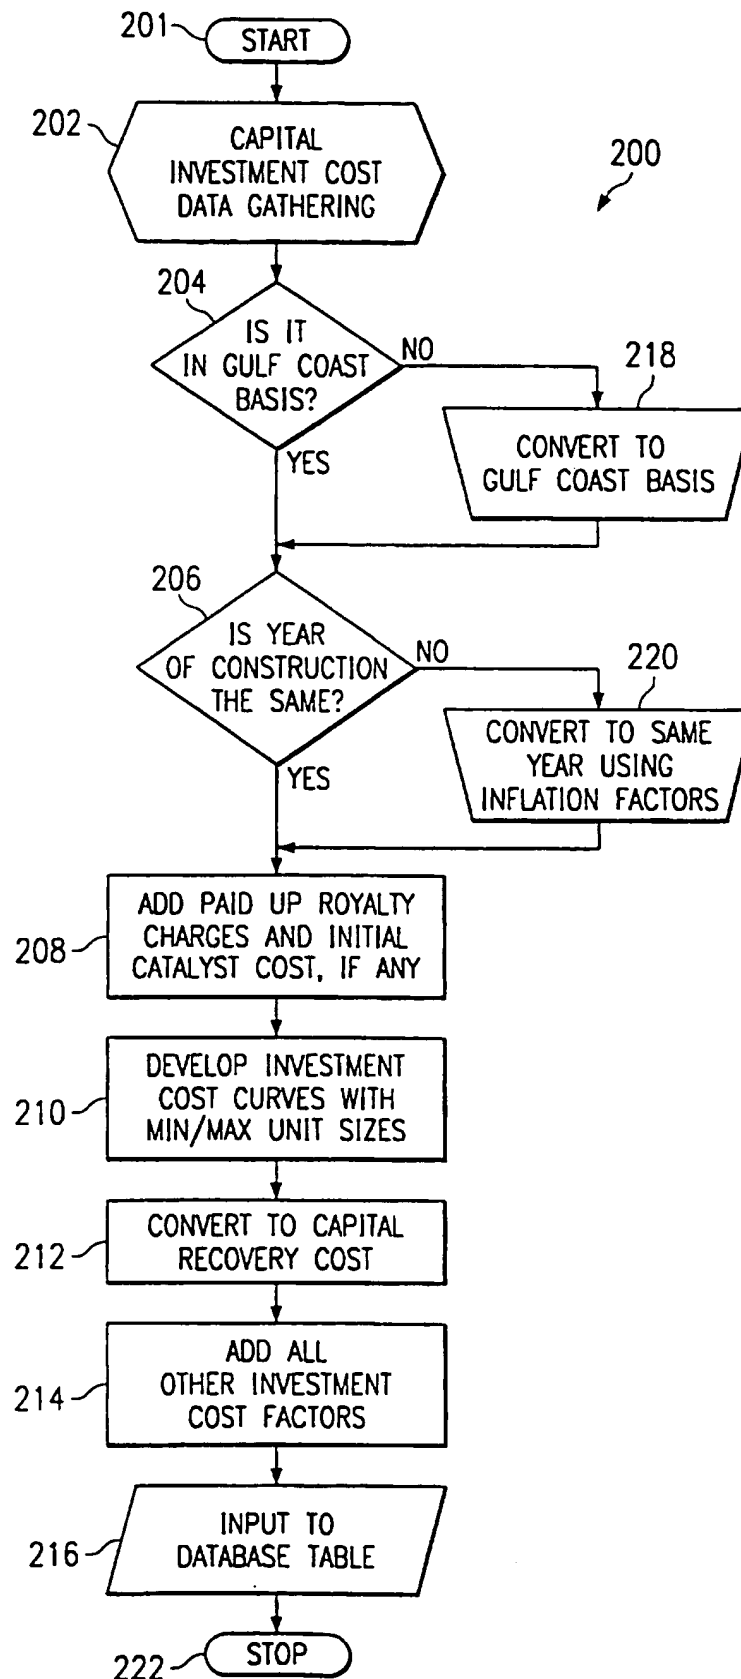 201
START
202
CAPITAL
INVESTMENT COST
DATA GATHERING
200
204
IS IT
IN GULF COAST
BASIS?
NO
218
CONVERT TO
GULF COAST BASIS
YES
206
IS YEAR
OF CONSTRUCTION
THE SAME?
NO
220
CONVERT TO SAME
YEAR USING
INFLATION FACTORS
YES
208
ADD PAID UP ROYALTY
CHARGES AND INITIAL
CATALYST COST, IF ANY
210
DEVELOP INVESTMENT
COST CURVES WITH
MIN/MAX UNIT SIZES
212
CONVERT TO CAPITAL
RECOVERY COST
214
ADD ALL
OTHER INVESTMENT
COST FACTORS
216
INPUT TO
DATABASE TABLE
222
STOP